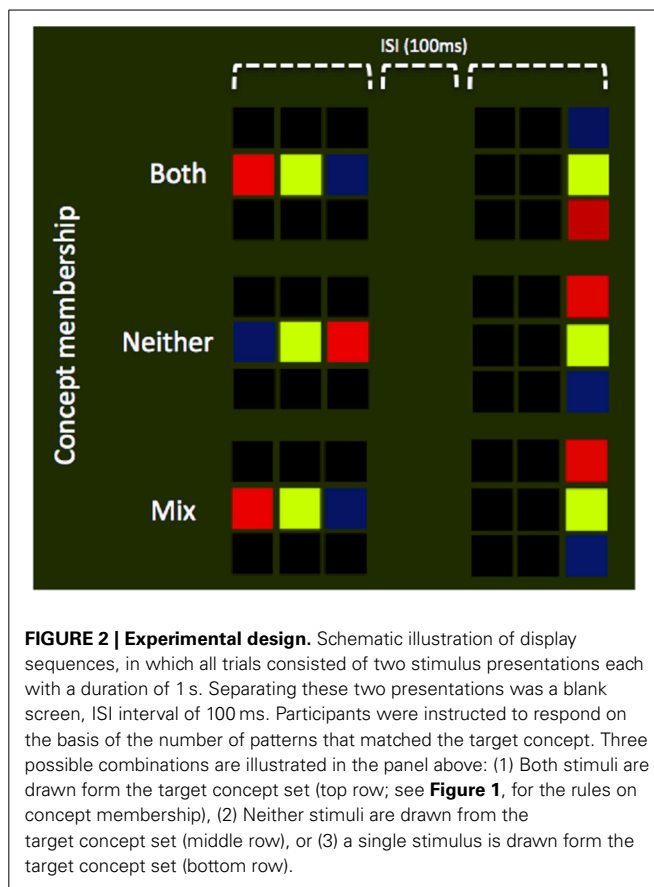 ISI (100ms)
Concept membership
Both
Neither
Mix
FIGURE 2 | Experimental design. Schematic illustration of display
sequences, in which all trials consisted of two stimulus presentations each
with a duration of 1 s. Separating these two presentations was a blank
screen, ISI interval of 100 ms. Participants were instructed to respond on
the basis of the number of patterns that matched the target concept. Three
possible combinations are illustrated in the panel above: (1) Both stimuli are
drawn form the target concept set (top row; see Figure 1, for the rules on
concept membership), (2) Neither stimuli are drawn from the
target concept set (middle row), or (3) a single stimulus is drawn form the
target concept set (bottom row).